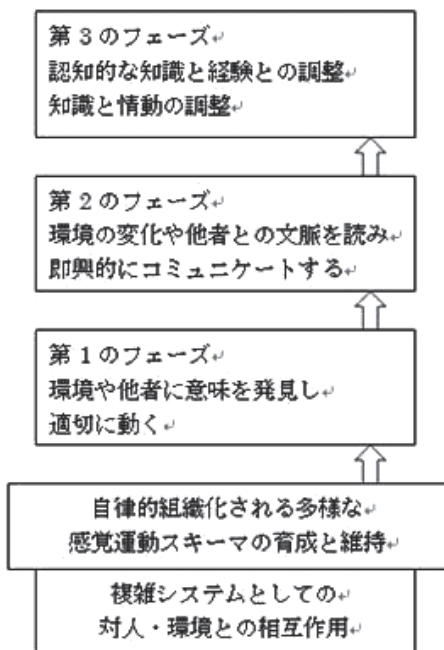 第３のフェーズ
認知的な知識と経験との調整
知識と情動の調整
第２のフェーズ
環境の変化や他者との文脈を読み
即興的にコミュニケートする
第１のフェーズ
環境や他者に意味を発見し
適切に動く
自律的組織化される多様な
感覚運動スキーマの育成と維持
複雑システムとしての
対人・環境との相互作用